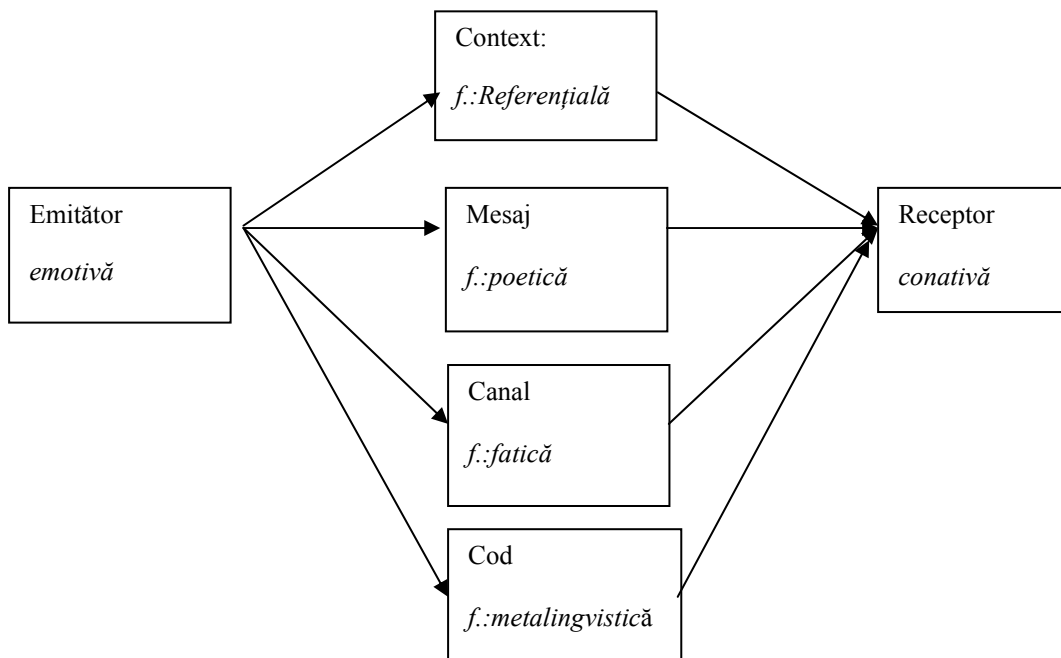 Context:
f.:Referențială
Emitător
emotivă
Mesaj
f.:poetică
Receptor
conativă
Canal
f.:fatică
Cod
f.:metalingvistică